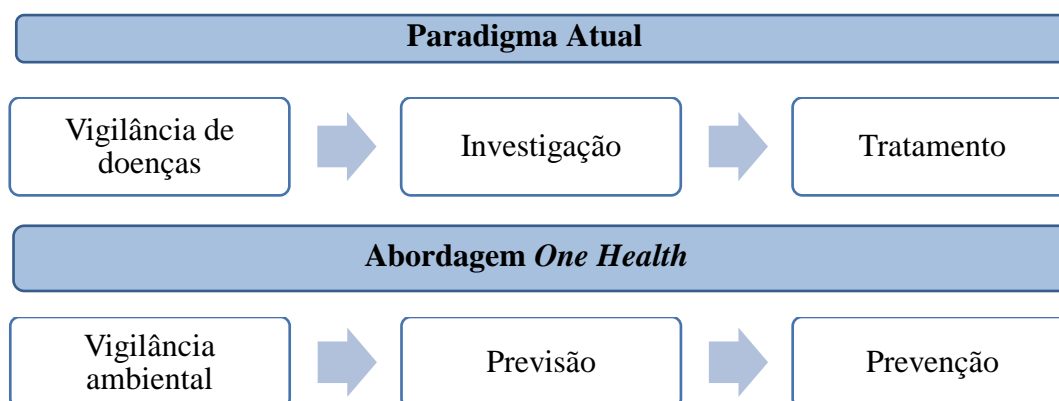 Paradigma Atual
Vigilância de
doenças
Investigação
Tratamento
Abordagem One Health
Vigilância
ambiental
Previsão
Prevenção